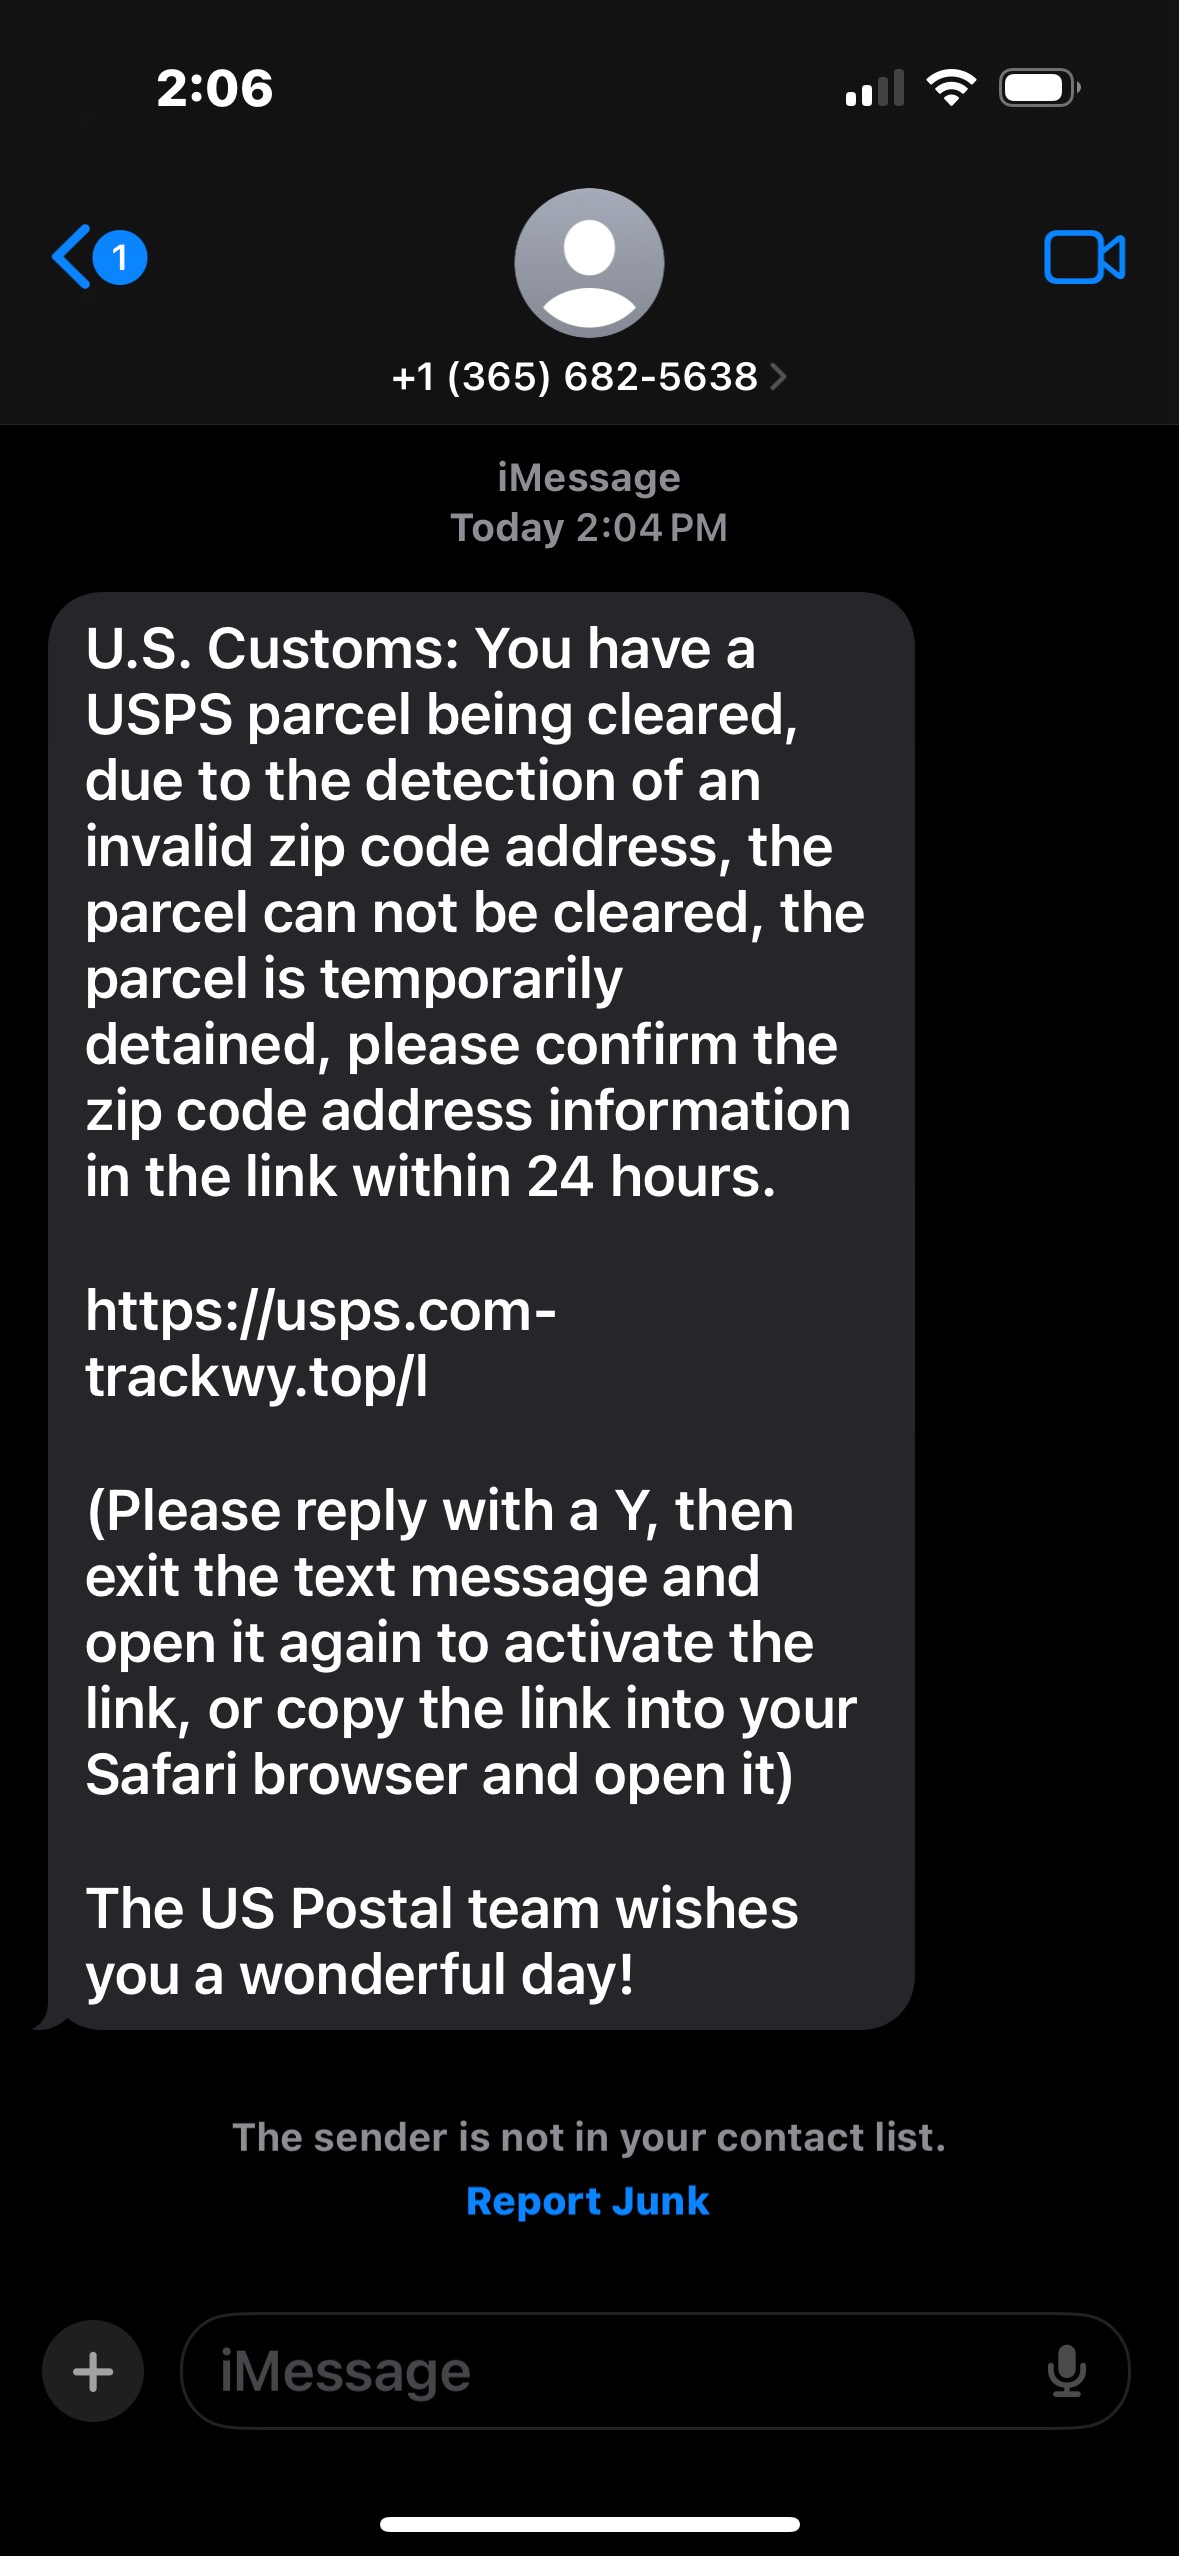 2:06
1
+1 (365) 682-5638
iMessage
Today 2:04 PM
U.S. Customs: You have a
USPS parcel being cleared,
due to the detection of an
invalid zip code address, the
parcel can not be cleared, the
parcel is temporarily
detained, please confirm the
zip code address information
in the link within 24 hours.
https://usps.com-
trackwy.top/l
(Please reply with a Y, then
exit the text message and
open it again to activate the
link, or copy the link into your
Safari browser and open it)
The US Postal team wishes
you a wonderful day!
The sender is not in your contact list.
Report Junk
iMessage